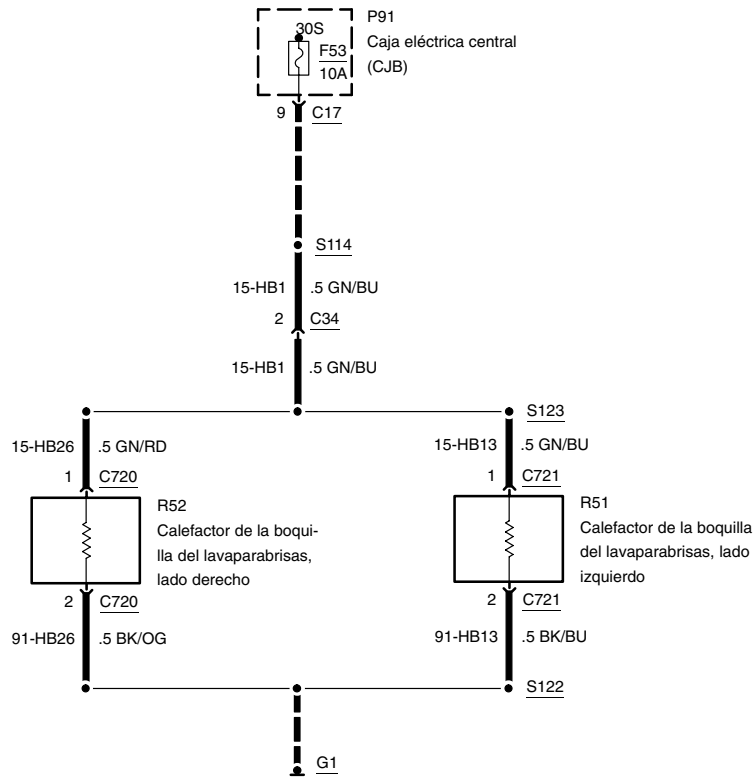 P91
30S
Caja eléctrica central
F53
(CJB)
10A
9 C17
S114
15-HB1 .5 GN/BU
2 C34
15-HB1 .5 GN/BU
S123
15-HB26 .5 GN/RD 15-HB13 .5 GN/BU
1 C720 1 C721
R52
Calefactor de la boqui-
lla del lavaparabrisas,
lado derecho
R51
Calefactor de la boquilla
del lavaparabrisas, lado
izquierdo
2 C720 2 C721
91-HB26 .5 BK/OG 91-HB13 .5 BK/BU
S122
G1